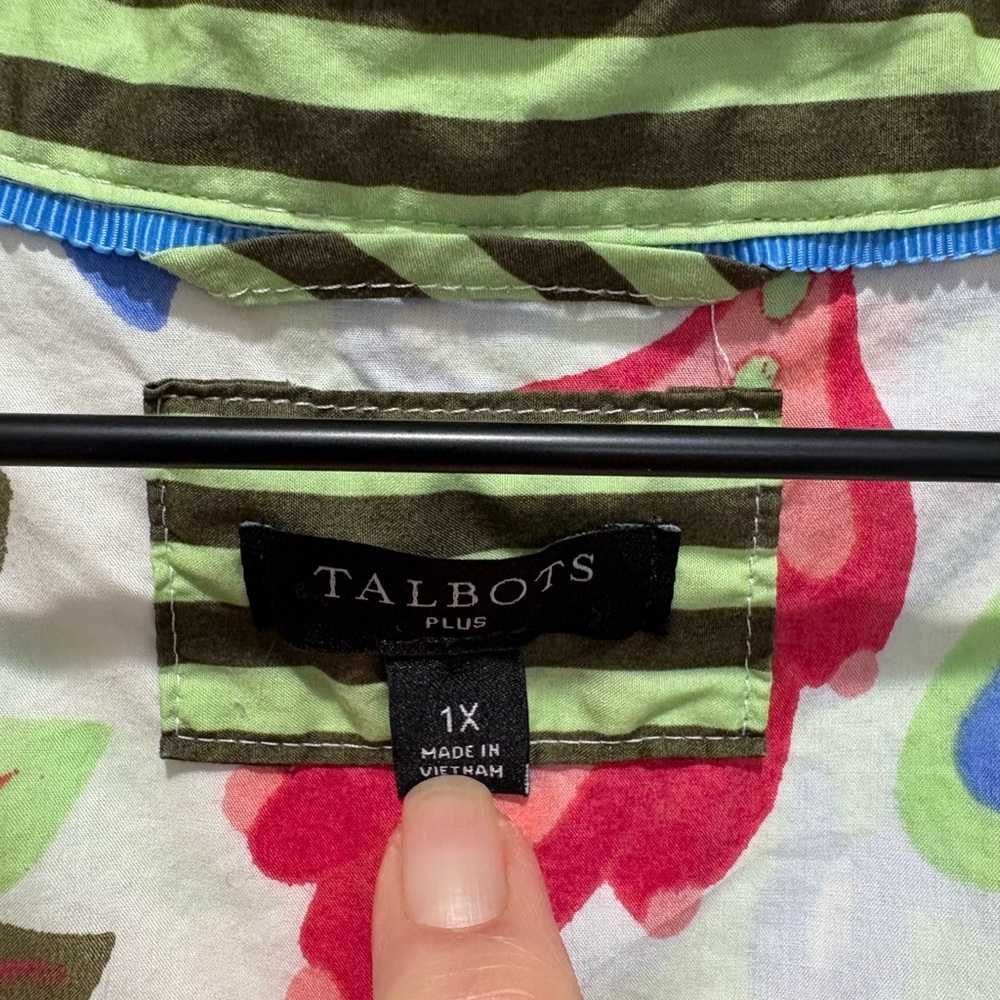 TALBOTS
PLUS
1X
MADE IN
VIETNAM